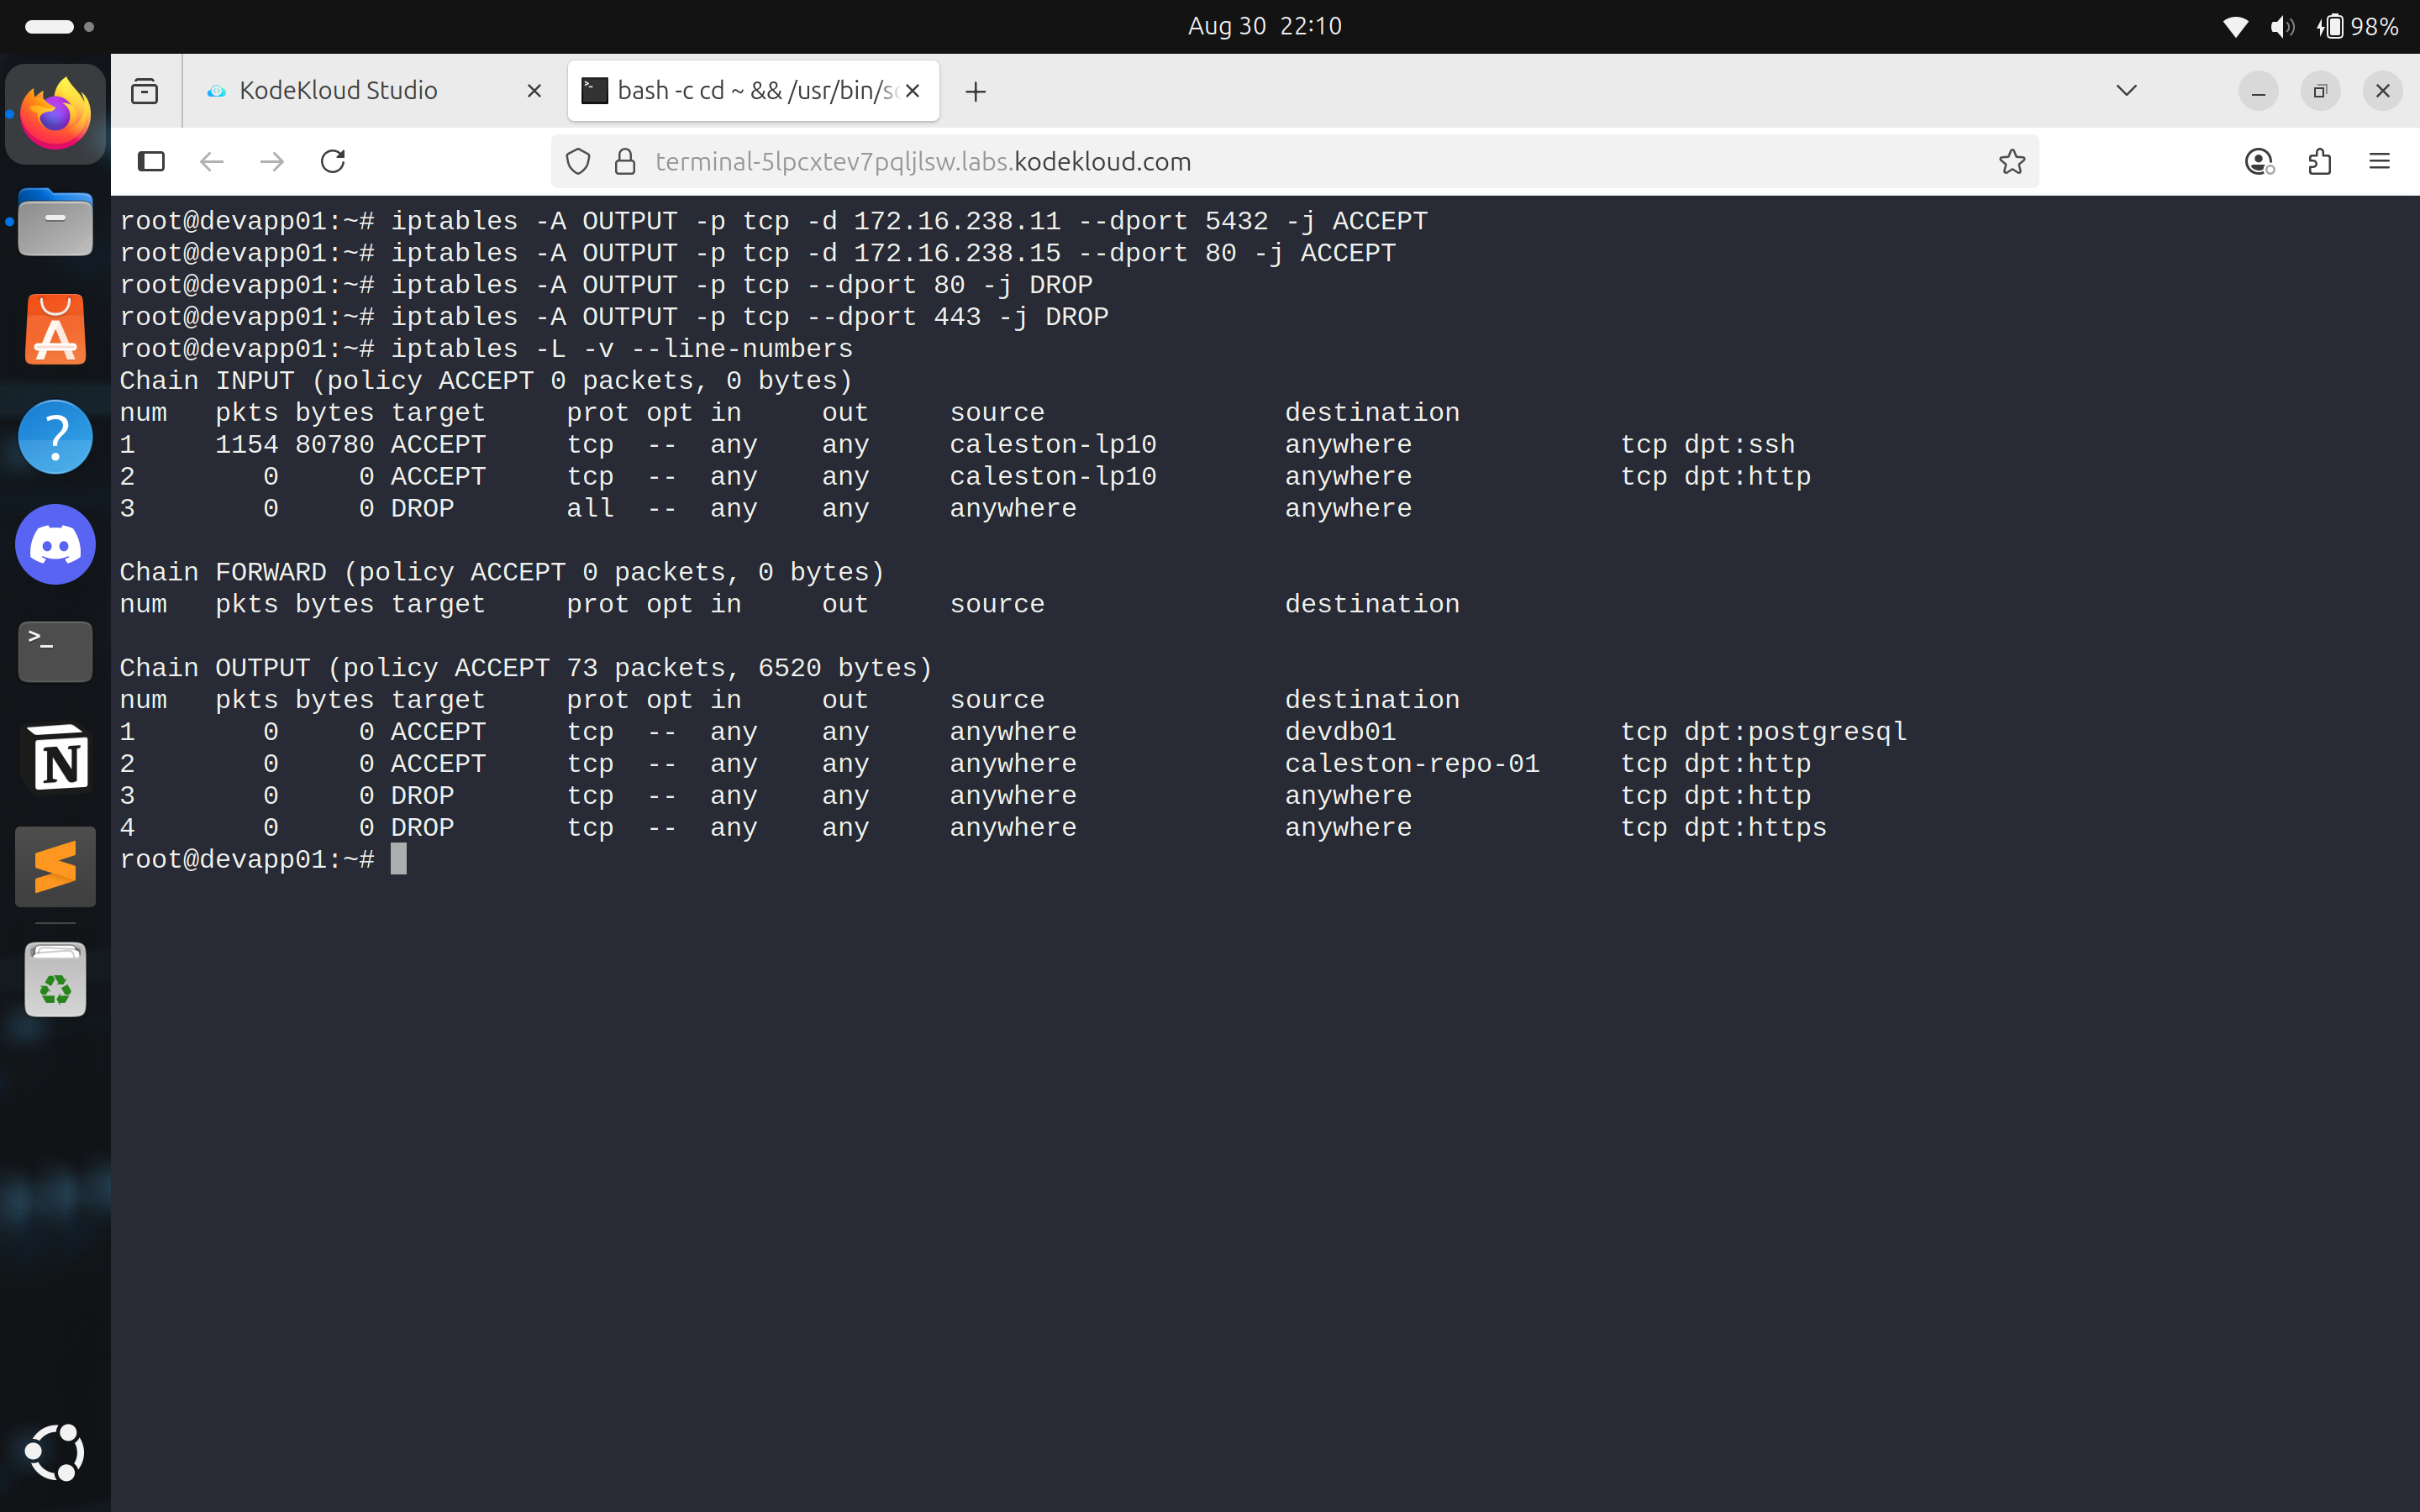 Aug 30 22:10
98%
KodeKloud Studio
bash -c cd ~ && /usr/bin/s
terminal-5lpcxtev7pqljlsw.labs.kodekloud.com
root@devapp01:~# iptables -A OUTPUT -p tcp -d 172.16.238.11 --dport 5432 -j ACCEPT
root@devapp01:~# iptables -A OUTPUT -p tcp -d 172.16.238.15 --dport 80 -j ACCEPT
root@devapp01:~# iptables -A OUTPUT -p tcp --dport 80 -j DROP
root@devapp01:~# iptables -A OUTPUT -p tcp --dport 443 -j DROP
root@devapp01:~# iptables -L -v --line-numbers
Chain INPUT (policy ACCEPT 0 packets, 0 bytes)
num   pkts bytes target     prot opt in     out     source               destination
1     1154 80780 ACCEPT     tcp  --  any    any     caleston-lp10        anywhere             tcp dpt:ssh
2        0     0 ACCEPT     tcp  --  any    any     caleston-lp10        anywhere             tcp dpt:http
3        0     0 DROP       all  --  any    any     anywhere             anywhere
Chain FORWARD (policy ACCEPT 0 packets, 0 bytes)
num   pkts bytes target     prot opt in     out     source               destination
Chain OUTPUT (policy ACCEPT 73 packets, 6520 bytes)
num   pkts bytes target     prot opt in     out     source               destination
1        0     0 ACCEPT     tcp  --  any    any     anywhere             devdb01              tcp dpt:postgresql
2        0     0 ACCEPT     tcp  --  any    any     anywhere             caleston-repo-01     tcp dpt:http
3        0     0 DROP       tcp  --  any    any     anywhere             anywhere             tcp dpt:http
4        0     0 DROP       tcp  --  any    any     anywhere             anywhere             tcp dpt:https
root@devapp01:~#